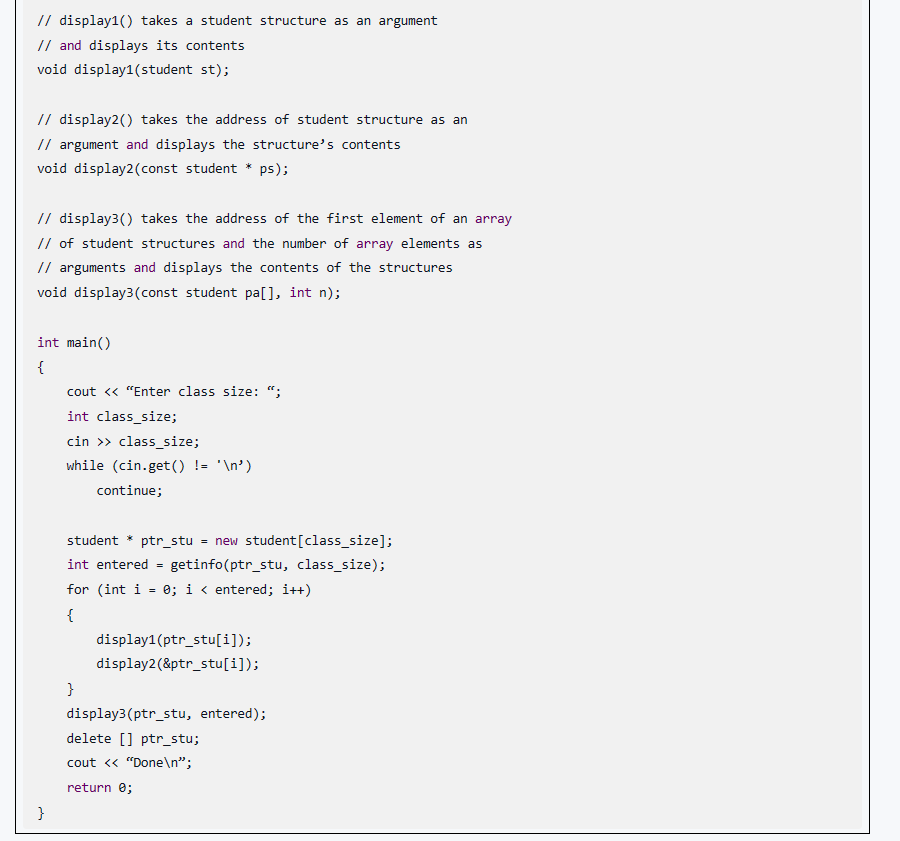 // display1() takes a student structure as an argument
// and displays its contents
void display1(student st);
// display2() takes the address of student structure as an
// argument and displays the structure’s contents
void display2(const student * ps);
// display3() takes the address of the first element of an array
// of student structures and the number of array elements as
// arguments and displays the contents of the structures
void display3(const student pa[], int n);
int main()
{
    cout << “Enter class size: “;
    int class_size;
    cin >> class_size;
    while (cin.get() != '\n’)
        continue;
    student * ptr_stu = new student[class_size];
    int entered = getinfo(ptr_stu, class_size);
    for (int i = 0; i < entered; i++)
    {
        display1(ptr_stu[i]);
        display2(&ptr_stu[i]);
    }
    display3(ptr_stu, entered);
    delete [] ptr_stu;
    cout << “Done\n”;
    return 0;
}